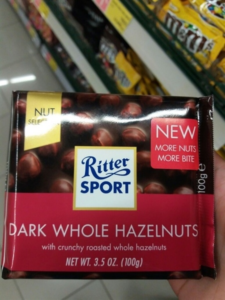 NUT
SELECTION
NEW
MORE NUTS
MORE BITE
Ritter
SPORT
100g e
DARK WHOLE HAZELNUTS
with crunchy roasted whole hazelnuts
NET WT. 3.5 OZ. (100g)
m&m's